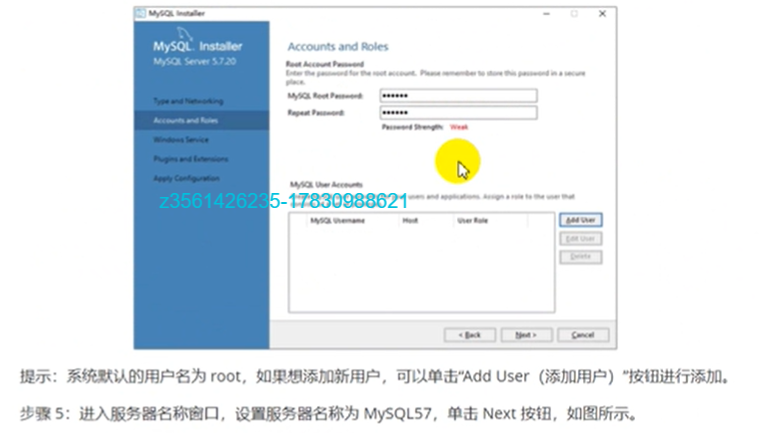 MySQL Installer
MySQL. Installer
MySQL Server 5.7.20
Type and Networking
Accounts and Roles
Windows Service
Plugins and Extensions
Apply Configuration
Accounts and Roles
Root Account Password
Enter the password for the root account. Please remember to store this password in a secure
place.
MySQL Root Password: ●●●●●●
Repeat Password: ●●●●●●
Password Strength: Weak
MySQL User Accounts
users and applications. Assign a role to the user that
z3561426235-17830988621
MySQL Username Host User Role
Add User
Edit User
Delete
< Back Next > Cancel
提示：系统默认的用户名为 root，如果想添加新用户，可以单击“Add User（添加用户）”按钮进行添加。
步骤 5：进入服务器名称窗口，设置服务器名称为 MySQL57，单击 Next 按钮，如图所示。